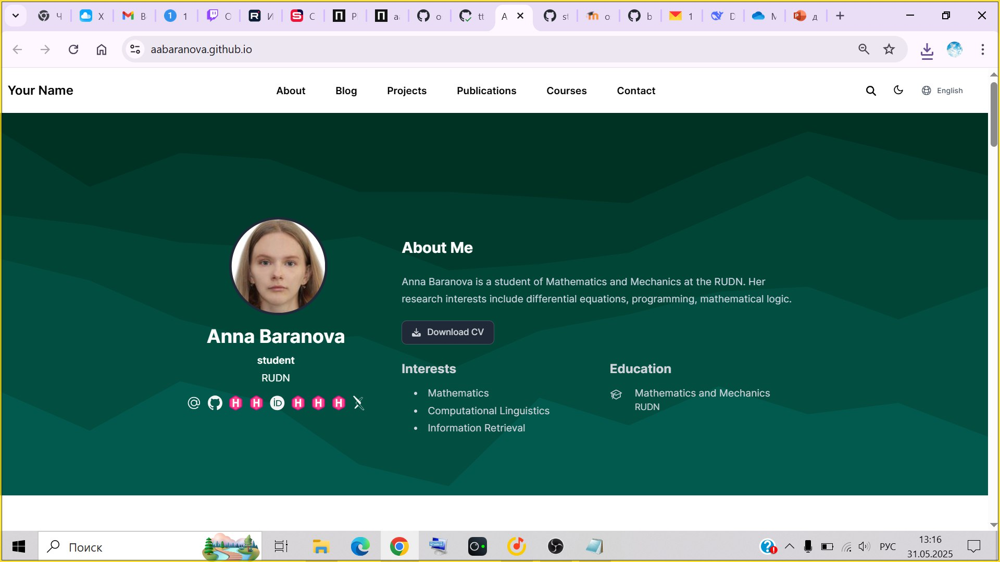 Ч
X
B
1 1
O
R И
S C
П P
П a
o
tt
A
st
m o
b
1
D
M
P д
aabaranova.github.io
Your Name
About
Blog
Projects
Publications
Courses
Contact
English
About Me
Anna Baranova is a student of Mathematics and Mechanics at the RUDN. Her
research interests include differential equations, programming, mathematical logic.
Download CV
Anna Baranova
student
RUDN
H H iD H H H
Interests
Mathematics
Computational Linguistics
Information Retrieval
Education
Mathematics and Mechanics
RUDN
Поиск
РУС
13:16
31.05.2025